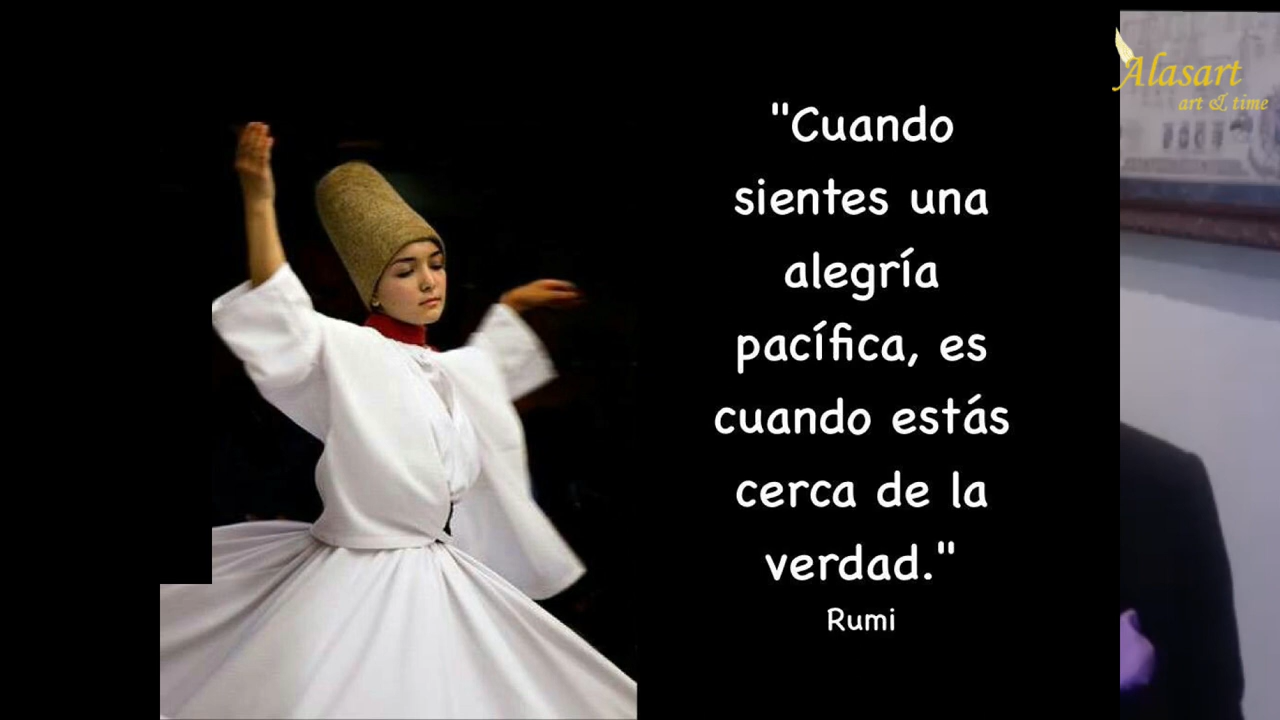 "Cuando
sientes una
alegría
pacífica, es
cuando estás
cerca de la
verdad."
Rumi
Alasart
art & time